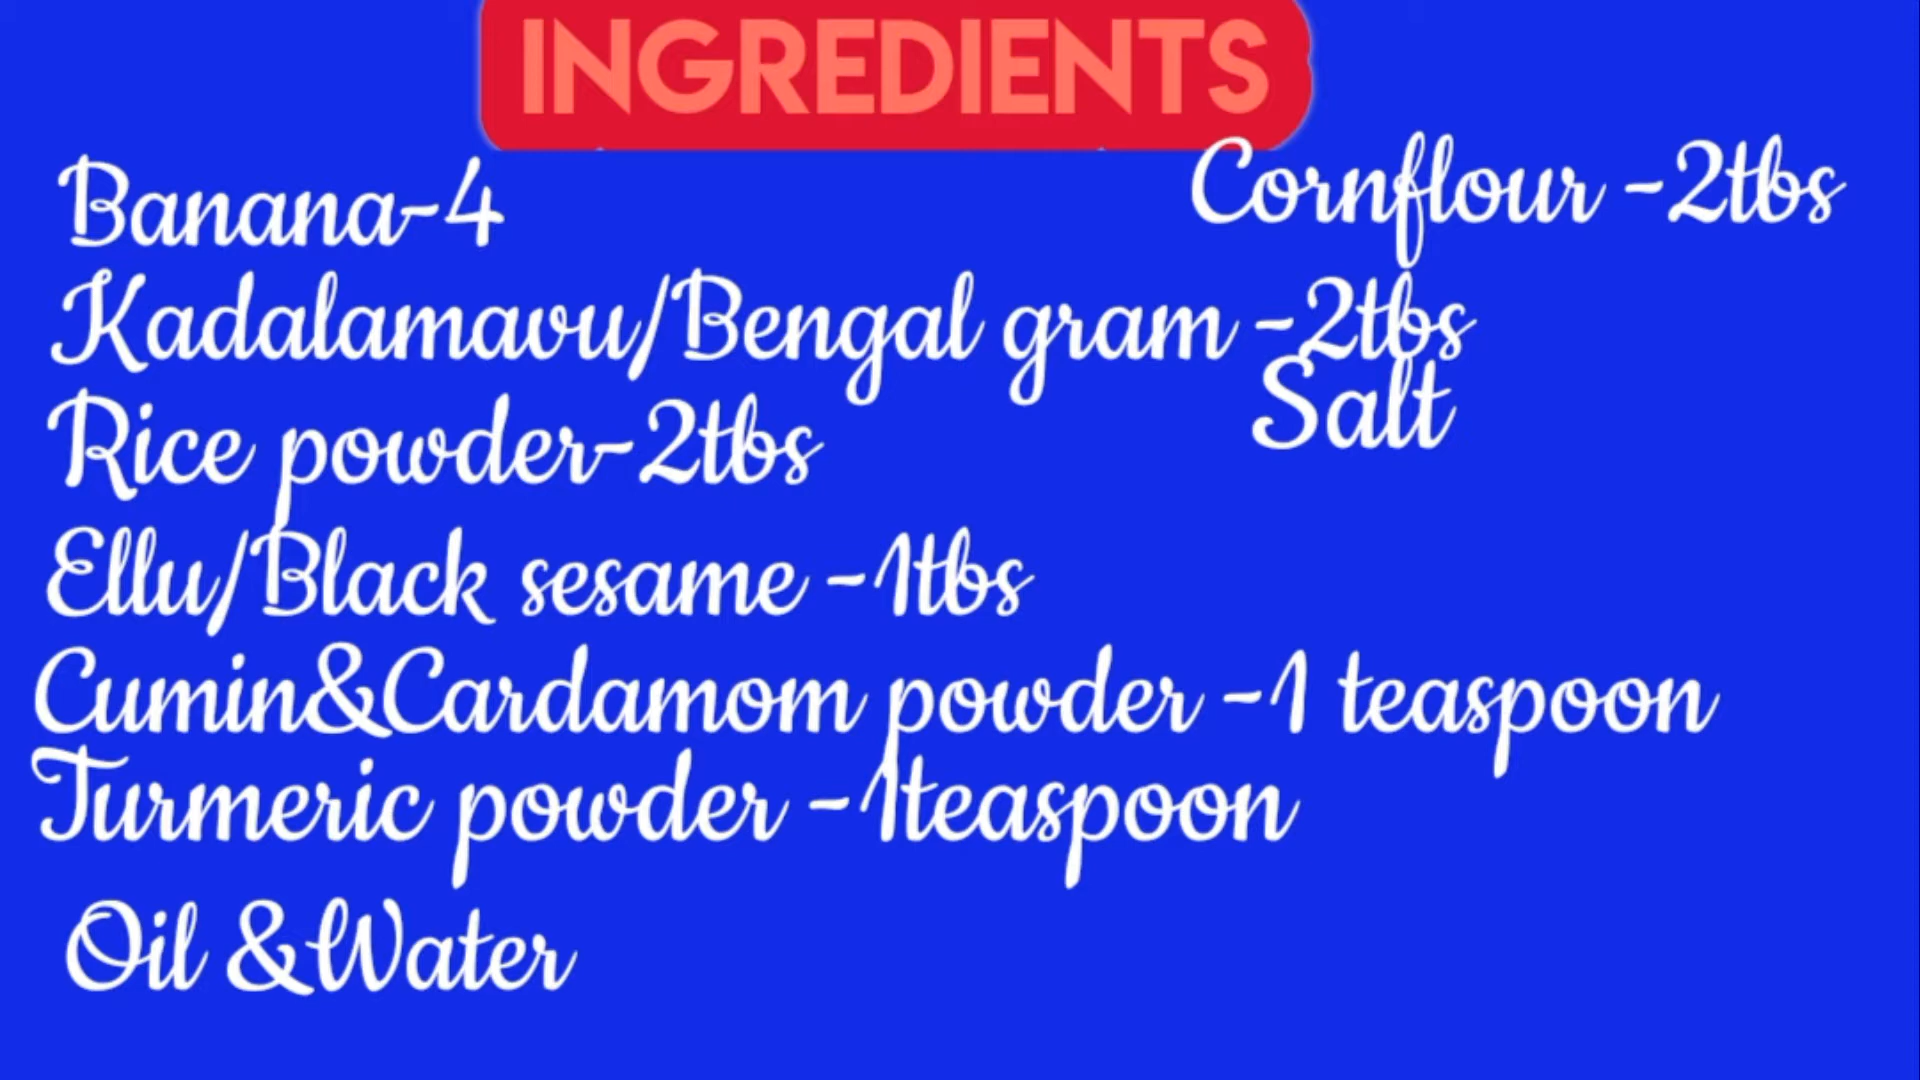 INGREDIENTS
Banana-4
Cornflour -2tbs
Kadalamavu/Bengal gram -2tbs
Salt
Rice powder-2tbs
Ellu/Black sesame -1tbs
Cumin&Cardamom powder -1 teaspoon
Turmeric powder -1teaspoon
Oil &Water